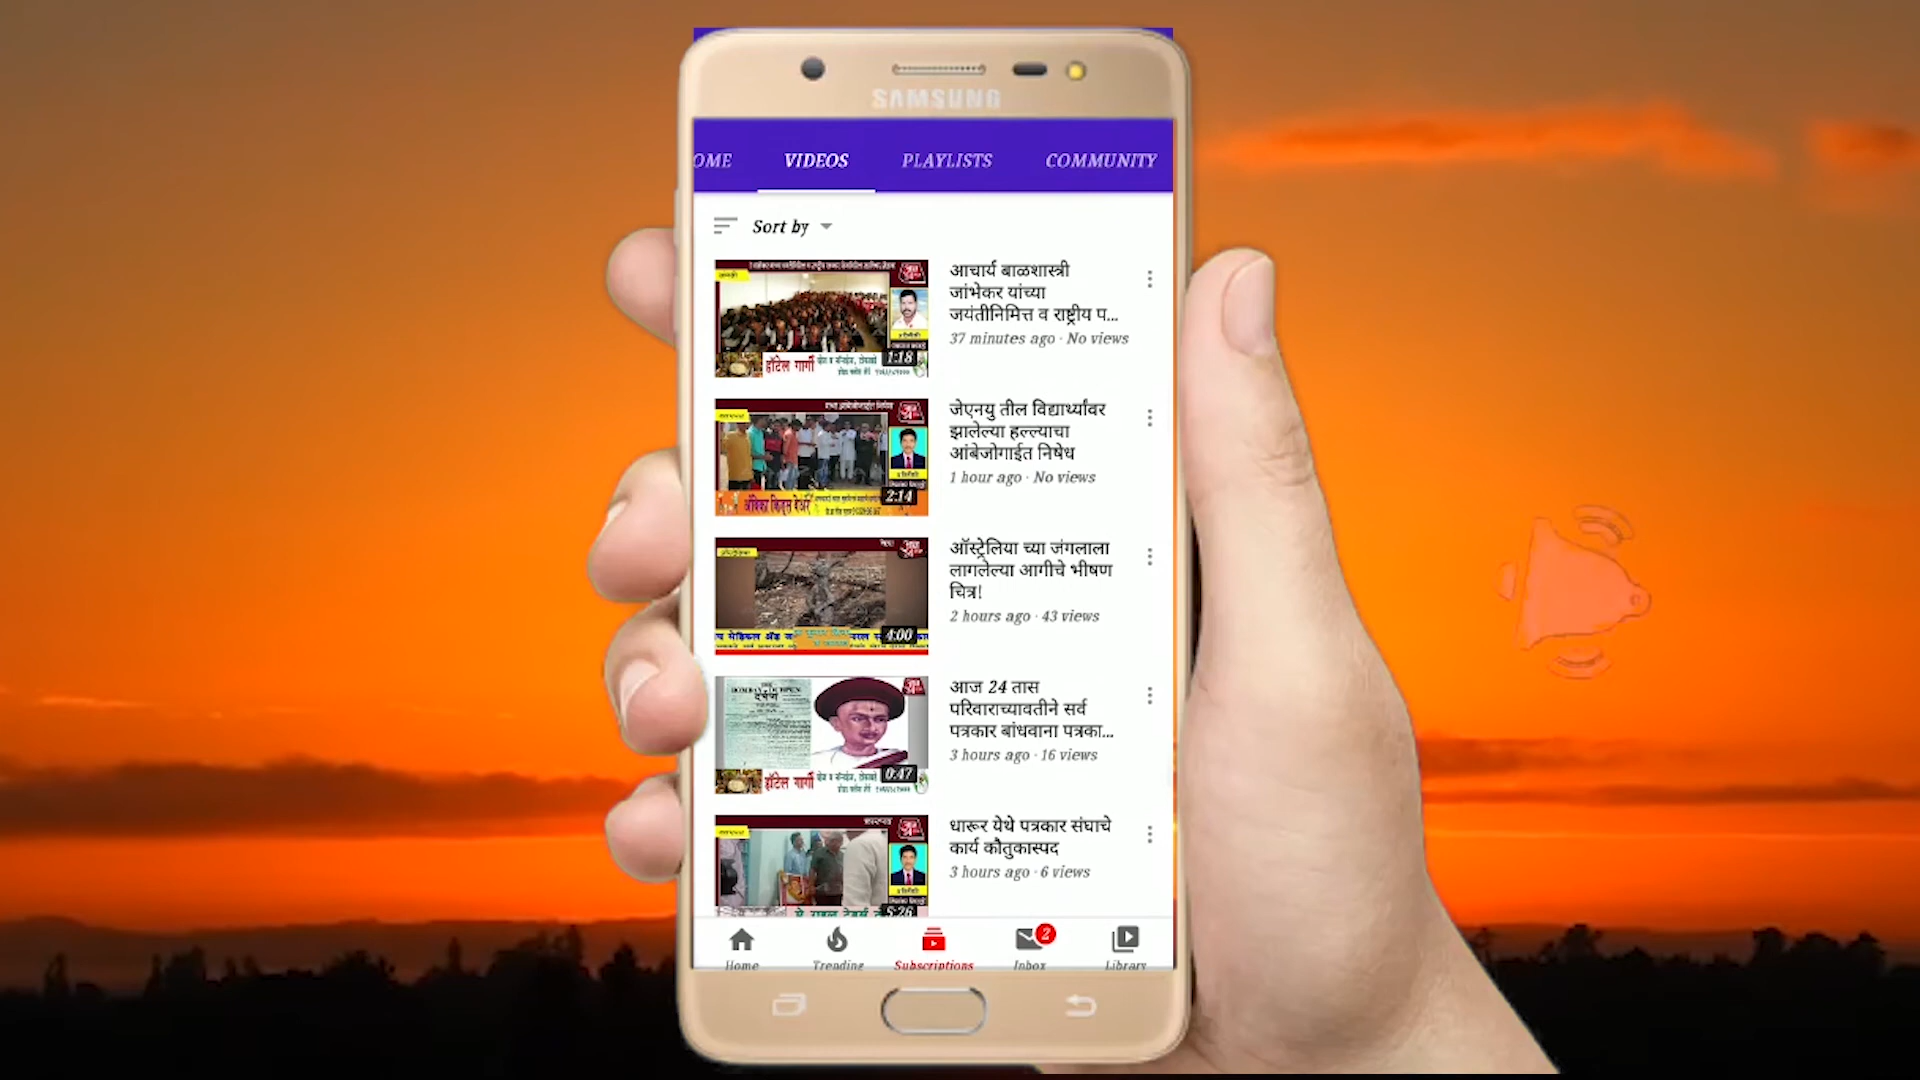 SAMSUNG
OME VIDEOS PLAYLISTS COMMUNITY
Sort by
आचार्य बाळशास्त्री
जांभेकर यांच्या
जयंतीनिमित्त व राष्ट्रीय प...
37 minutes ago · No views
हॉटेल गार्गी
1:18
जेएनयु तील विद्यार्थ्यांवर
झालेल्या हल्ल्याचा
आंबेजोगाईत निषेध
1 hour ago · No views
2:14
ऑस्ट्रेलिया च्या जंगलाला
लागलेल्या आगीचे भीषण
चित्र!
2 hours ago · 43 views
4:00
आज 24 तास
परिवाराच्यावतीने सर्व
पत्रकार बांधवाना पत्रका...
3 hours ago · 16 views
हॉटेल गार्गी
0:47
धारूर येथे पत्रकार संघाचे
कार्य कौतुकास्पद
3 hours ago · 6 views
5:26
2
Home Trending Subscriptions Inbox Library